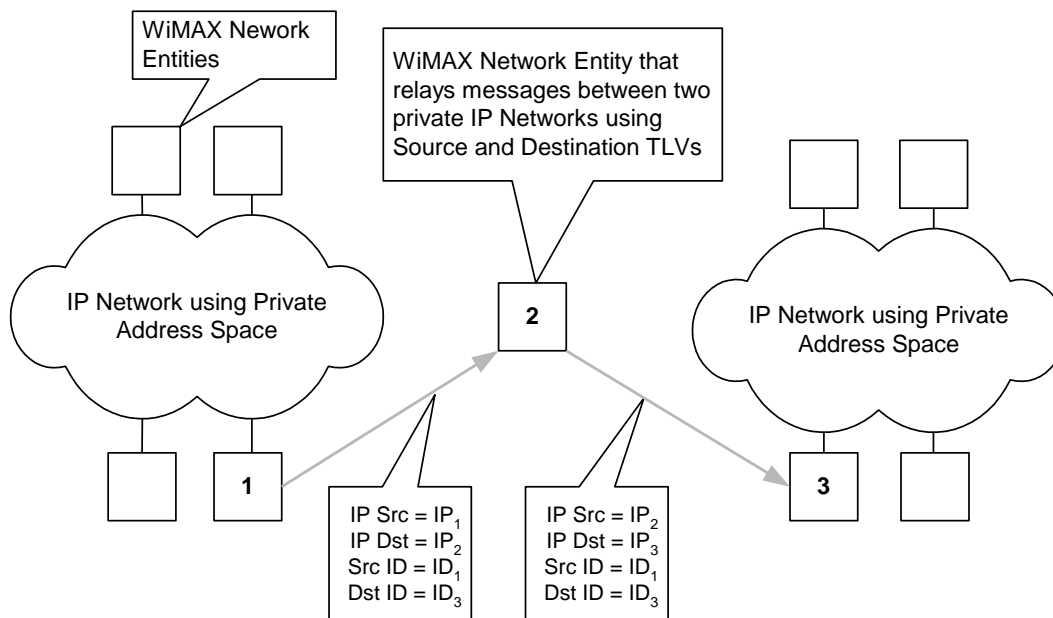 WiMAX Nework
Entities
WiMAX Network Entity that
relays messages between two
private IP Networks using
Source and Destination TLVs
IP Network using Private
Address Space
2
IP Network using Private
Address Space
1
3
IP Src = IP₁
IP Dst = IP₂
Src ID = ID₁
Dst ID = ID₃
IP Src = IP₂
IP Dst = IP₃
Src ID = ID₁
Dst ID = ID₃